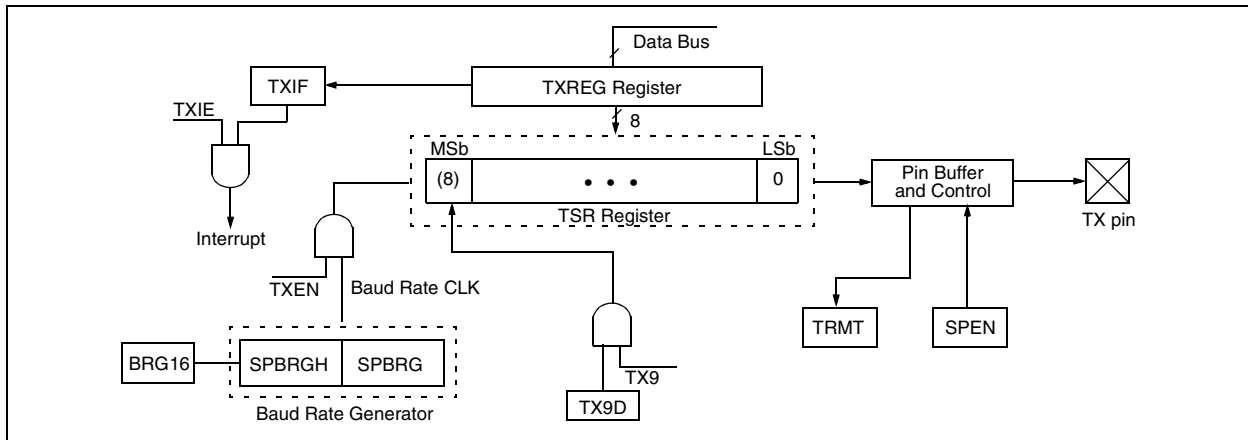 Data Bus
TXIF
TXREG Register
TXIE
8
MSb
LSb
(8)
• • •
0
Pin Buffer
and Control
TSR Register
TX pin
Interrupt
TXEN
Baud Rate CLK
TRMT
SPEN
BRG16
SPBRGH
SPBRG
TX9
TX9D
Baud Rate Generator